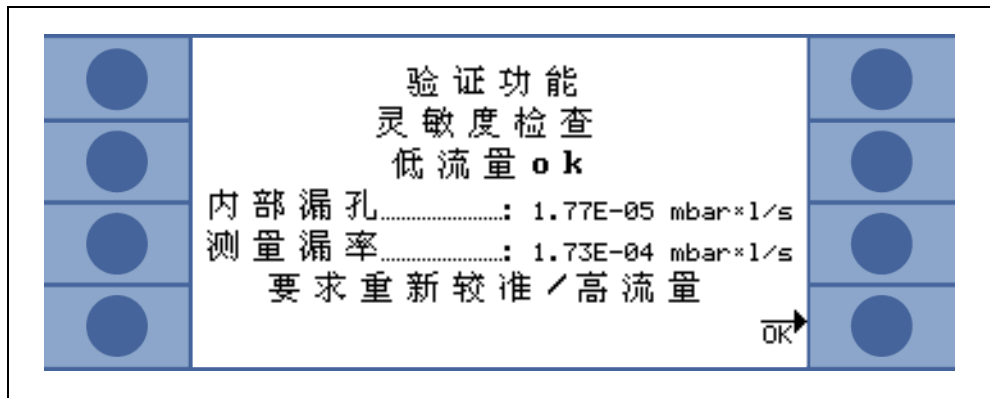 验证功能
灵敏度检查
低流量ok
内部漏孔......................: 1.77E-05 mbar×l/s
测量漏率......................: 1.73E-04 mbar×l/s
要求重新较准/高流量
OK